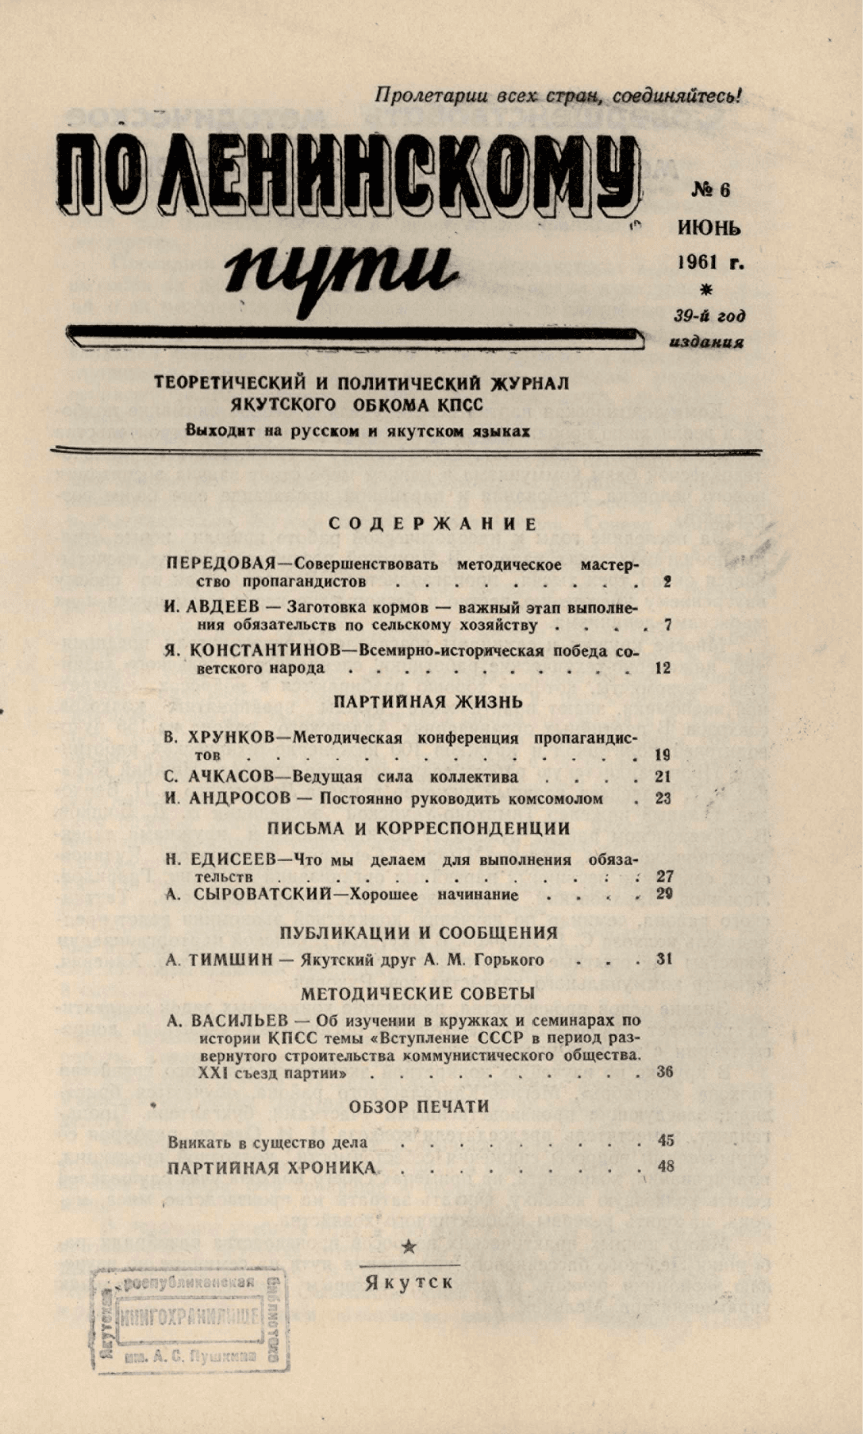 Пролетарии всех стран, соединяйтесь!
ПО ЛЕНИНСКОМУ
пути
№ 6
ИЮНЬ
1961 г.
*
39-й год
издания
ТЕОРЕТИЧЕСКИЙ И ПОЛИТИЧЕСКИЙ ЖУРНАЛ
ЯКУТСКОГО ОБКОМА КПСС
Выходит на русском и якутском языках
СОДЕРЖАНИЕ
ПЕРЕДОВАЯ—Совершенствовать методическое мастер-
ство пропагандистов . . . . . . . . . 2
И. АВДЕЕВ — Заготовка кормов — важный этап выполне-
ния обязательств по сельскому хозяйству . . . . 7
Я. КОНСТАНТИНОВ—Всемирно-историческая победа со-
ветского народа . . . . . . . . . . . 12
ПАРТИЙНАЯ ЖИЗНЬ
В. ХРУНКОВ—Методическая конференция пропагандис-
тов . . . . . . . . . . . . . . 19
С. АЧКАСОВ—Ведущая сила коллектива . . . . 21
И. АНДРОСОВ — Постоянно руководить комсомолом . 23
ПИСЬМА И КОРРЕСПОНДЕНЦИИ
Н. ЕДИСЕЕВ—Что мы делаем для выполнения обяза-
тельств . . . . . . . . . . . . . 27
А. СЫРОВАТСКИЙ—Хорошее начинание . . . . 29
ПУБЛИКАЦИИ И СООБЩЕНИЯ
А. ТИМШИН — Якутский друг А. М. Горького . . . 31
МЕТОДИЧЕСКИЕ СОВЕТЫ
А. ВАСИЛЬЕВ — Об изучении в кружках и семинарах по
истории КПСС темы «Вступление СССР в период раз-
вернутого строительства коммунистического общества.
XXI съезд партии» . . . . . . . . . . 36
ОБЗОР ПЕЧАТИ
Вникать в существо дела . . . . . . . . . 45
ПАРТИЙНАЯ ХРОНИКА . . . . . . . . . 48
Якутск
Якутская
республиканская
библиотека
КНИГОХРАНИЛИЩЕ
им. А. С. Пушкина